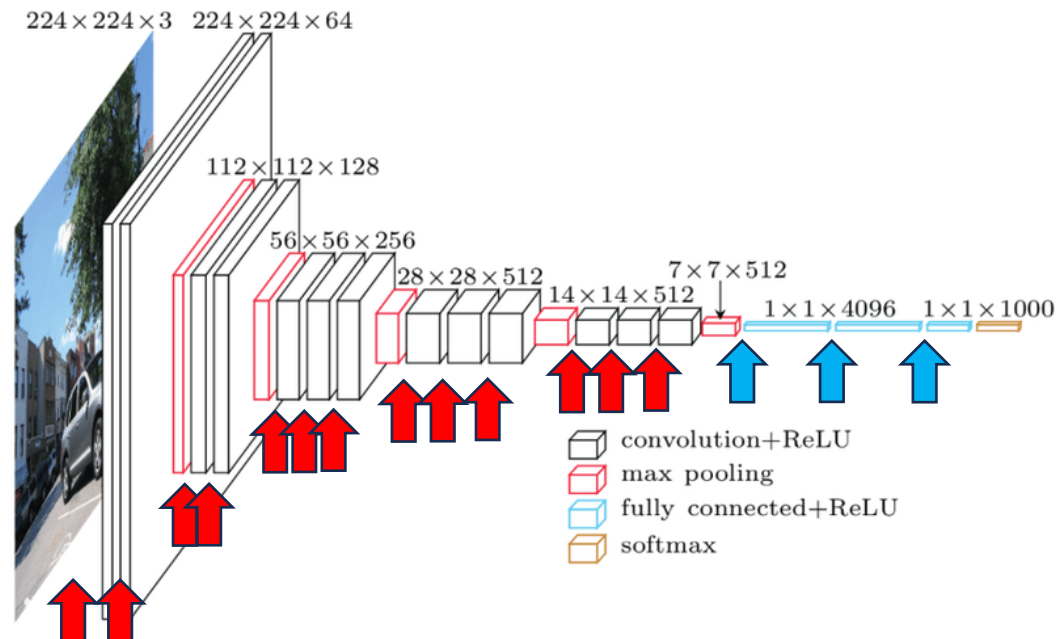 224 × 224 × 3
224 × 224 × 64
112 × 112 × 128
56 × 56 × 256
28 × 28 × 512
14 × 14 × 512
7 × 7 × 512
1 × 1 × 4096
1 × 1 × 1000
convolution+ReLU
max pooling
fully connected+ReLU
softmax